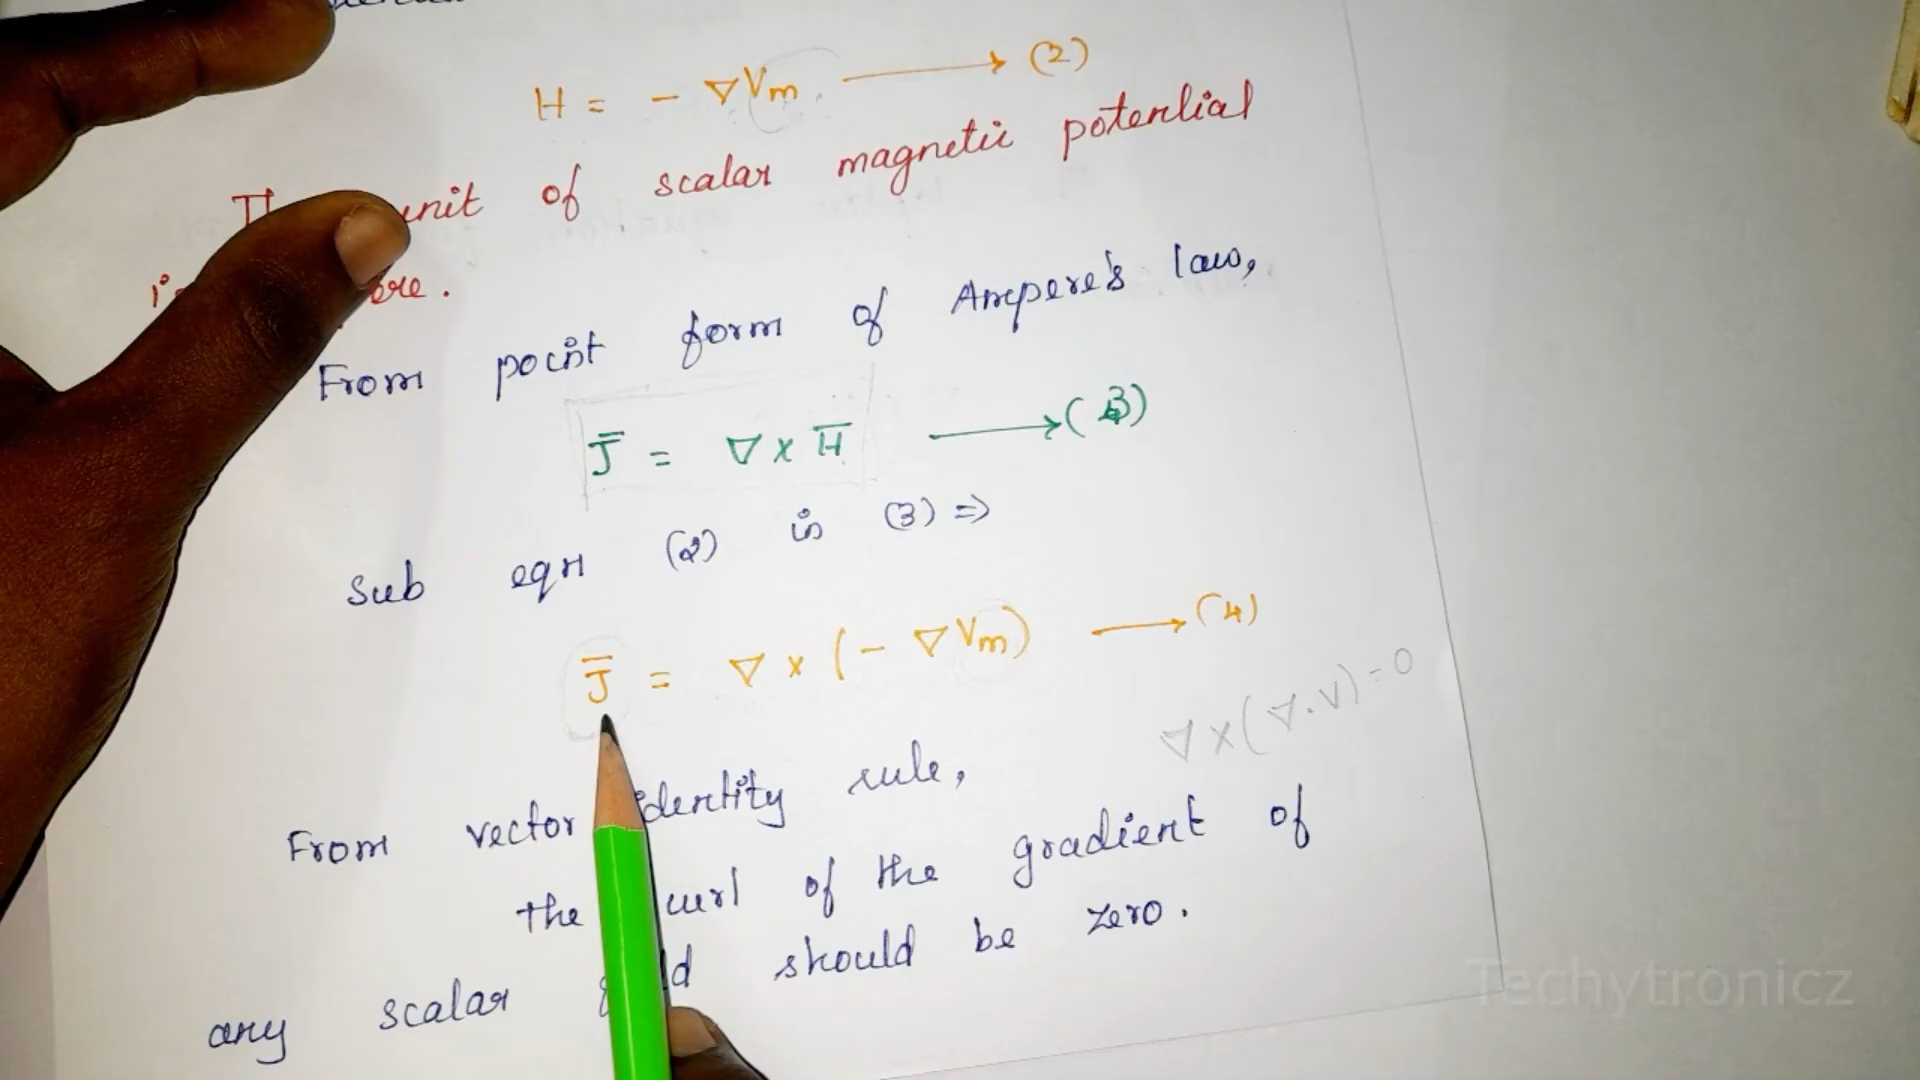 H = - ∇Vm ⟶ (2)
unit of scalar magnetic potential
From point form of Ampere's law,
J̅ = ∇ x H̅ ⟶ (3)
Sub eqn (2) in (3) ⇒
J̅ = ∇ x (- ∇Vm) ⟶ (4)
∇x(∇.V)=0
From vector identity rule,
the curl of the gradient of
any scalar should be zero.
Techytronicz